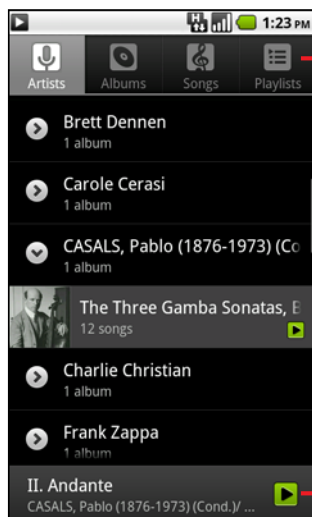 1:23 PM
Artists Albums Songs Playlists
Brett Dennen
1 album
Carole Cerasi
1 album
CASALS, Pablo (1876-1973) (Co
1 album
The Three Gamba Sonatas, B
12 songs
Charlie Christian
1 album
Frank Zappa
1 album
II. Andante
CASALS, Pablo (1876-1973) (Cond.)/ ...